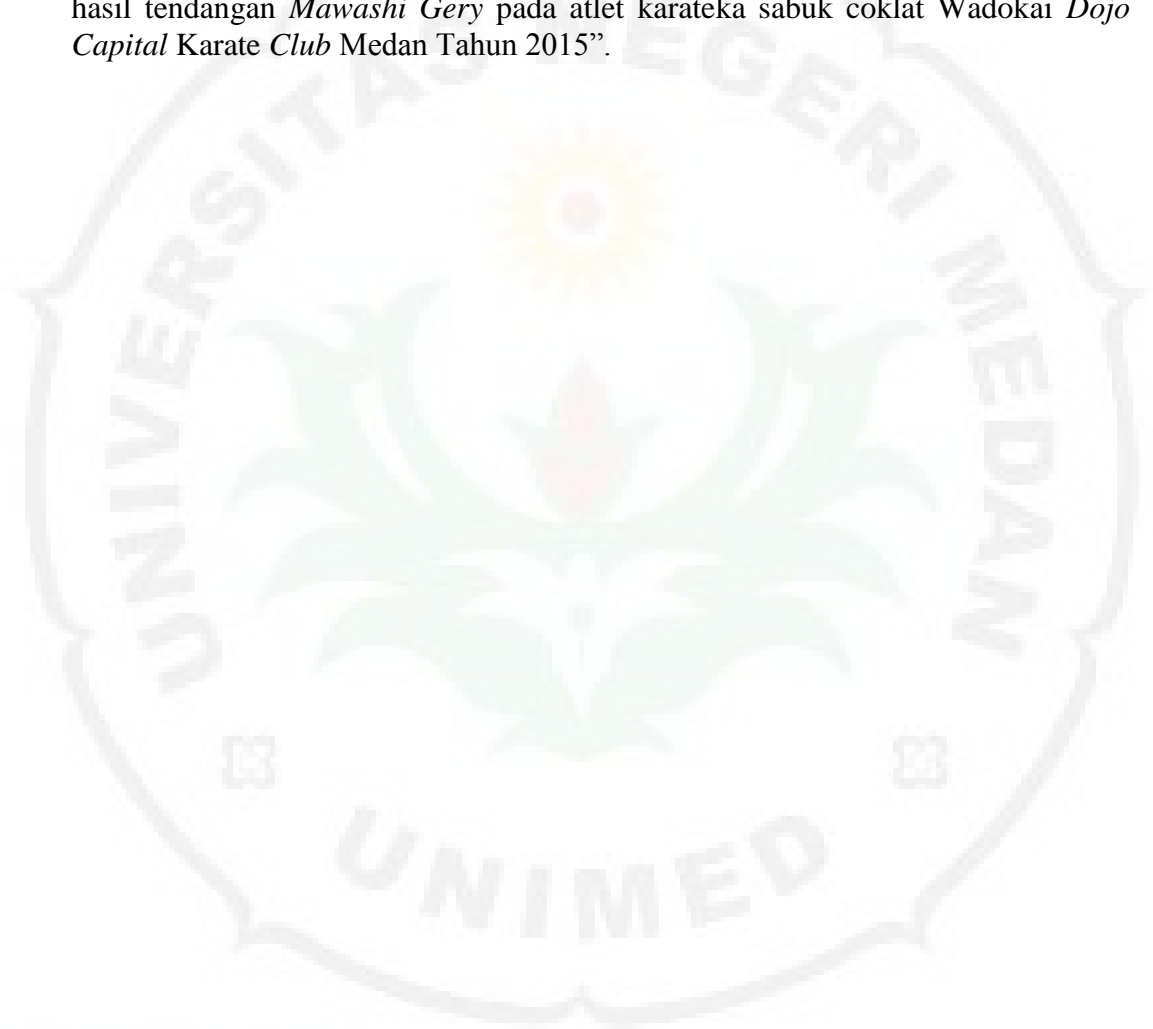 hasil tendangan Mawashi Gery pada atlet karateka sabuk coklat Wadokai Dojo
Capital Karate Club Medan Tahun 2015”.
UNIVERSITAS NEGERI MEDAN
UNIMED